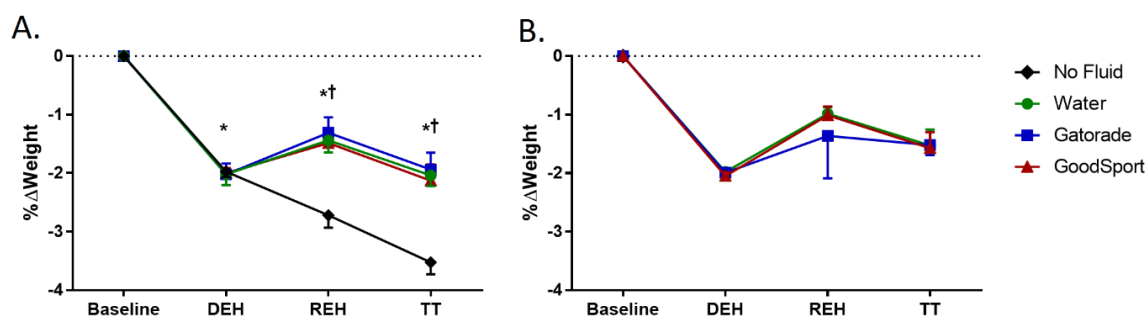 A.
B.
0
-1
-2
-3
-4
%ΔWeight
*
*†
*†
Baseline DEH REH TT
0
-1
-2
-3
-4
%ΔWeight
Baseline DEH REH TT
No Fluid
Water
Gatorade
GoodSport